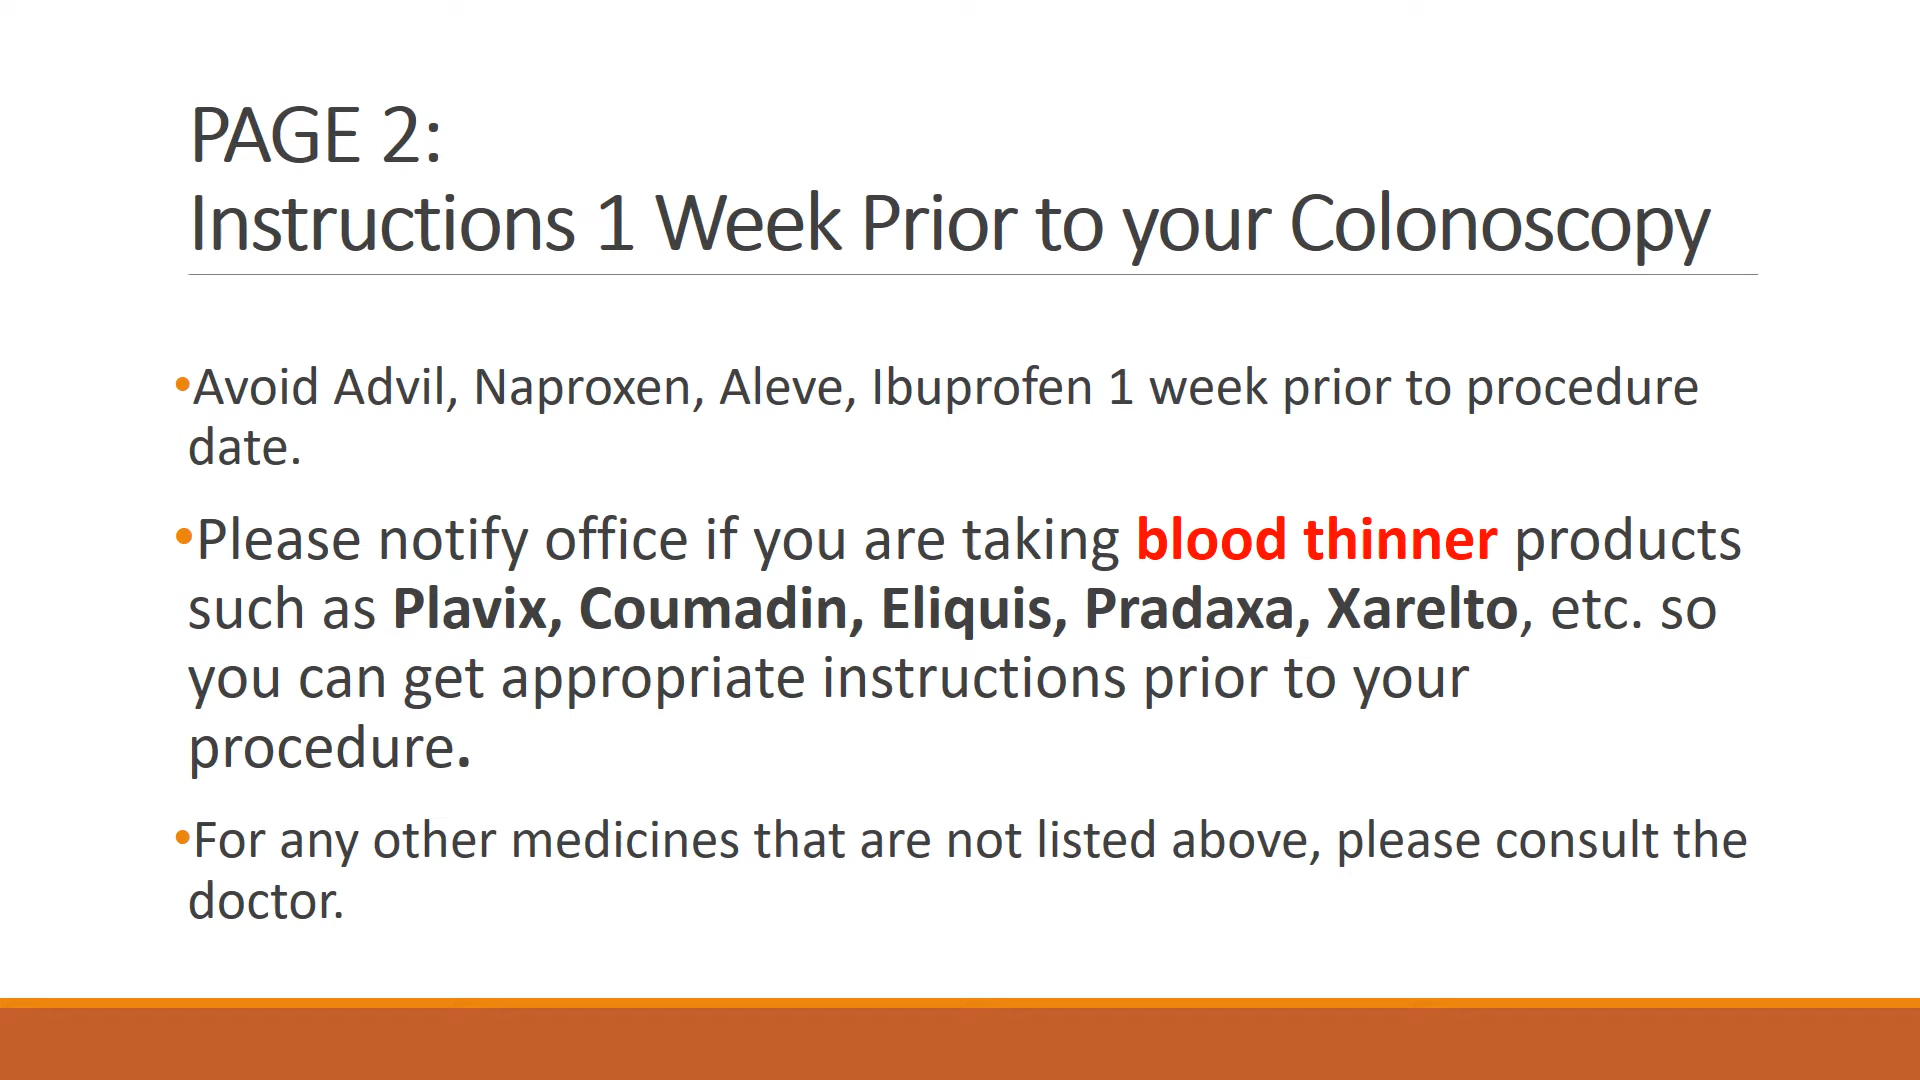 PAGE 2:
Instructions 1 Week Prior to your Colonoscopy
•Avoid Advil, Naproxen, Aleve, Ibuprofen 1 week prior to procedure
date.
•Please notify office if you are taking blood thinner products
such as Plavix, Coumadin, Eliquis, Pradaxa, Xarelto, etc. so
you can get appropriate instructions prior to your
procedure.
•For any other medicines that are not listed above, please consult the
doctor.